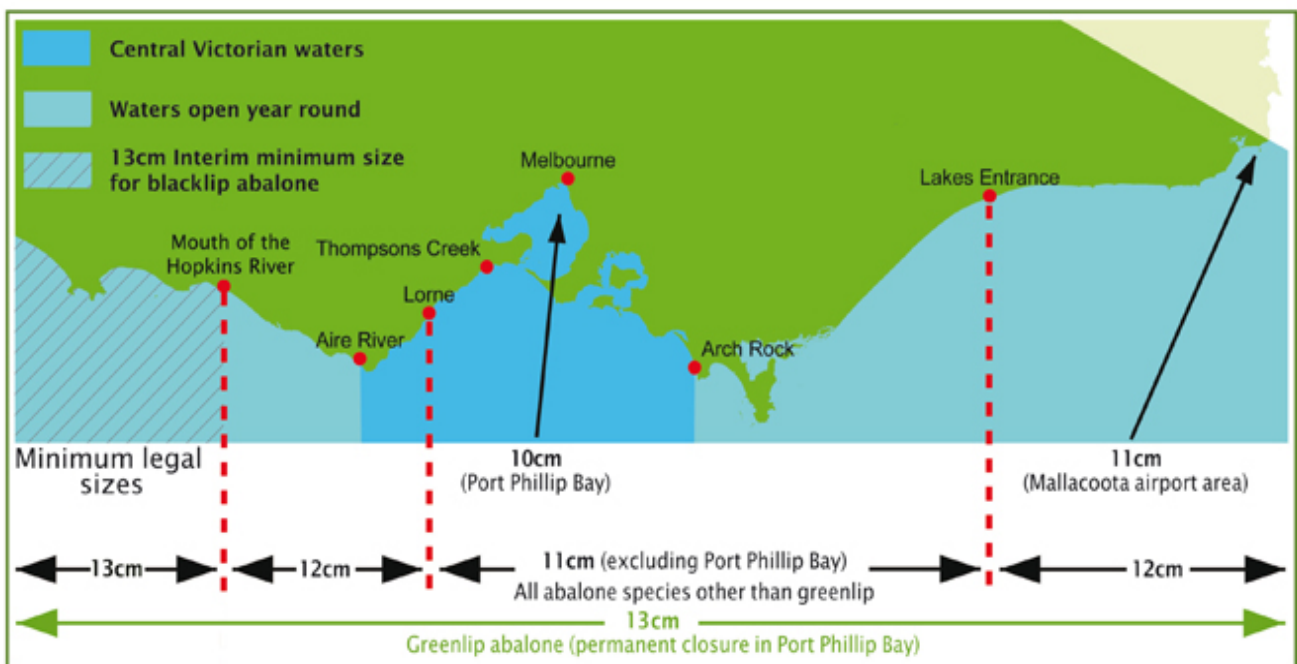 Central Victorian waters
Waters open year round
13cm Interim minimum size
for blacklip abalone
Melbourne
Lakes Entrance
Mouth of the
Hopkins River
Thompsons Creek
Lorne
Aire River
Arch Rock
Minimum legal
sizes
10cm
(Port Phillip Bay)
11cm
(Mallacoota airport area)
13cm
12cm
11cm (excluding Port Phillip Bay)
All abalone species other than greenlip
12cm
13cm
Greenlip abalone (permanent closure in Port Phillip Bay)